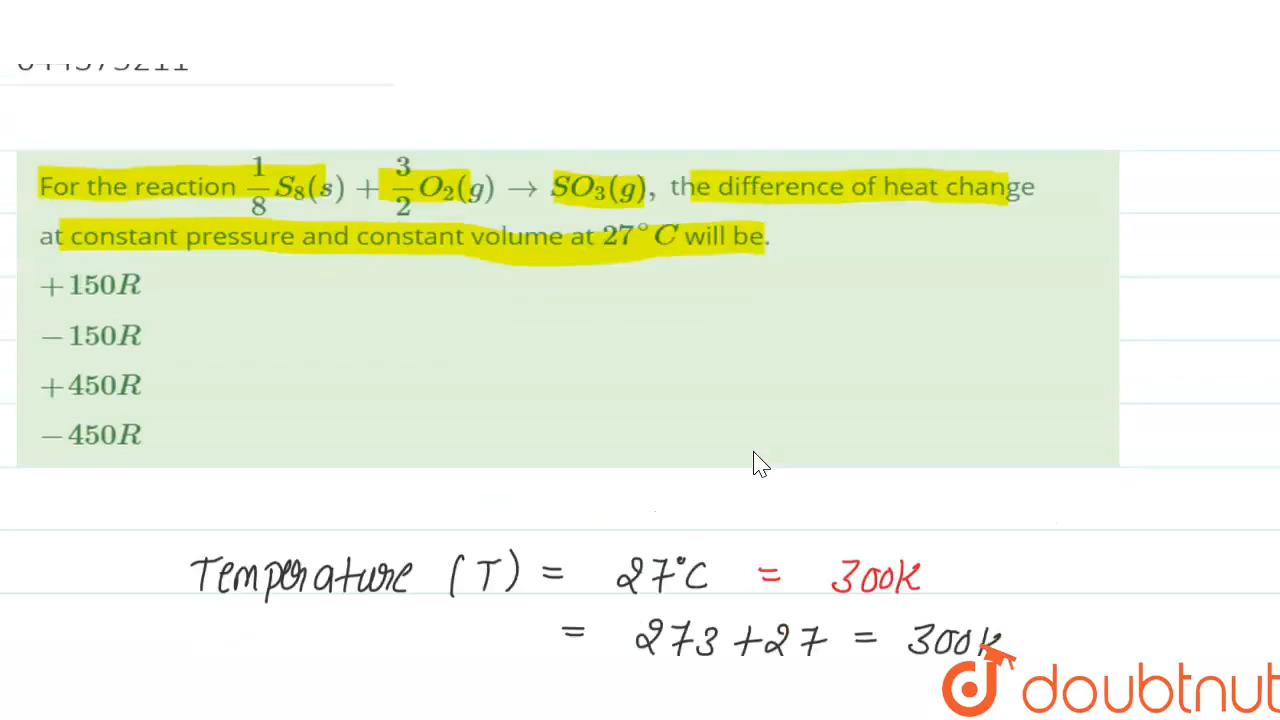 For the reaction 1/8 S₈(s) + 3/2 O₂(g) → SO₃(g), the difference of heat change
at constant pressure and constant volume at 27°C will be.
+150R
−150R
+450R
−450R
Temperature (T) = 27°C = 300K
= 273 + 27 = 300K
doubtnut